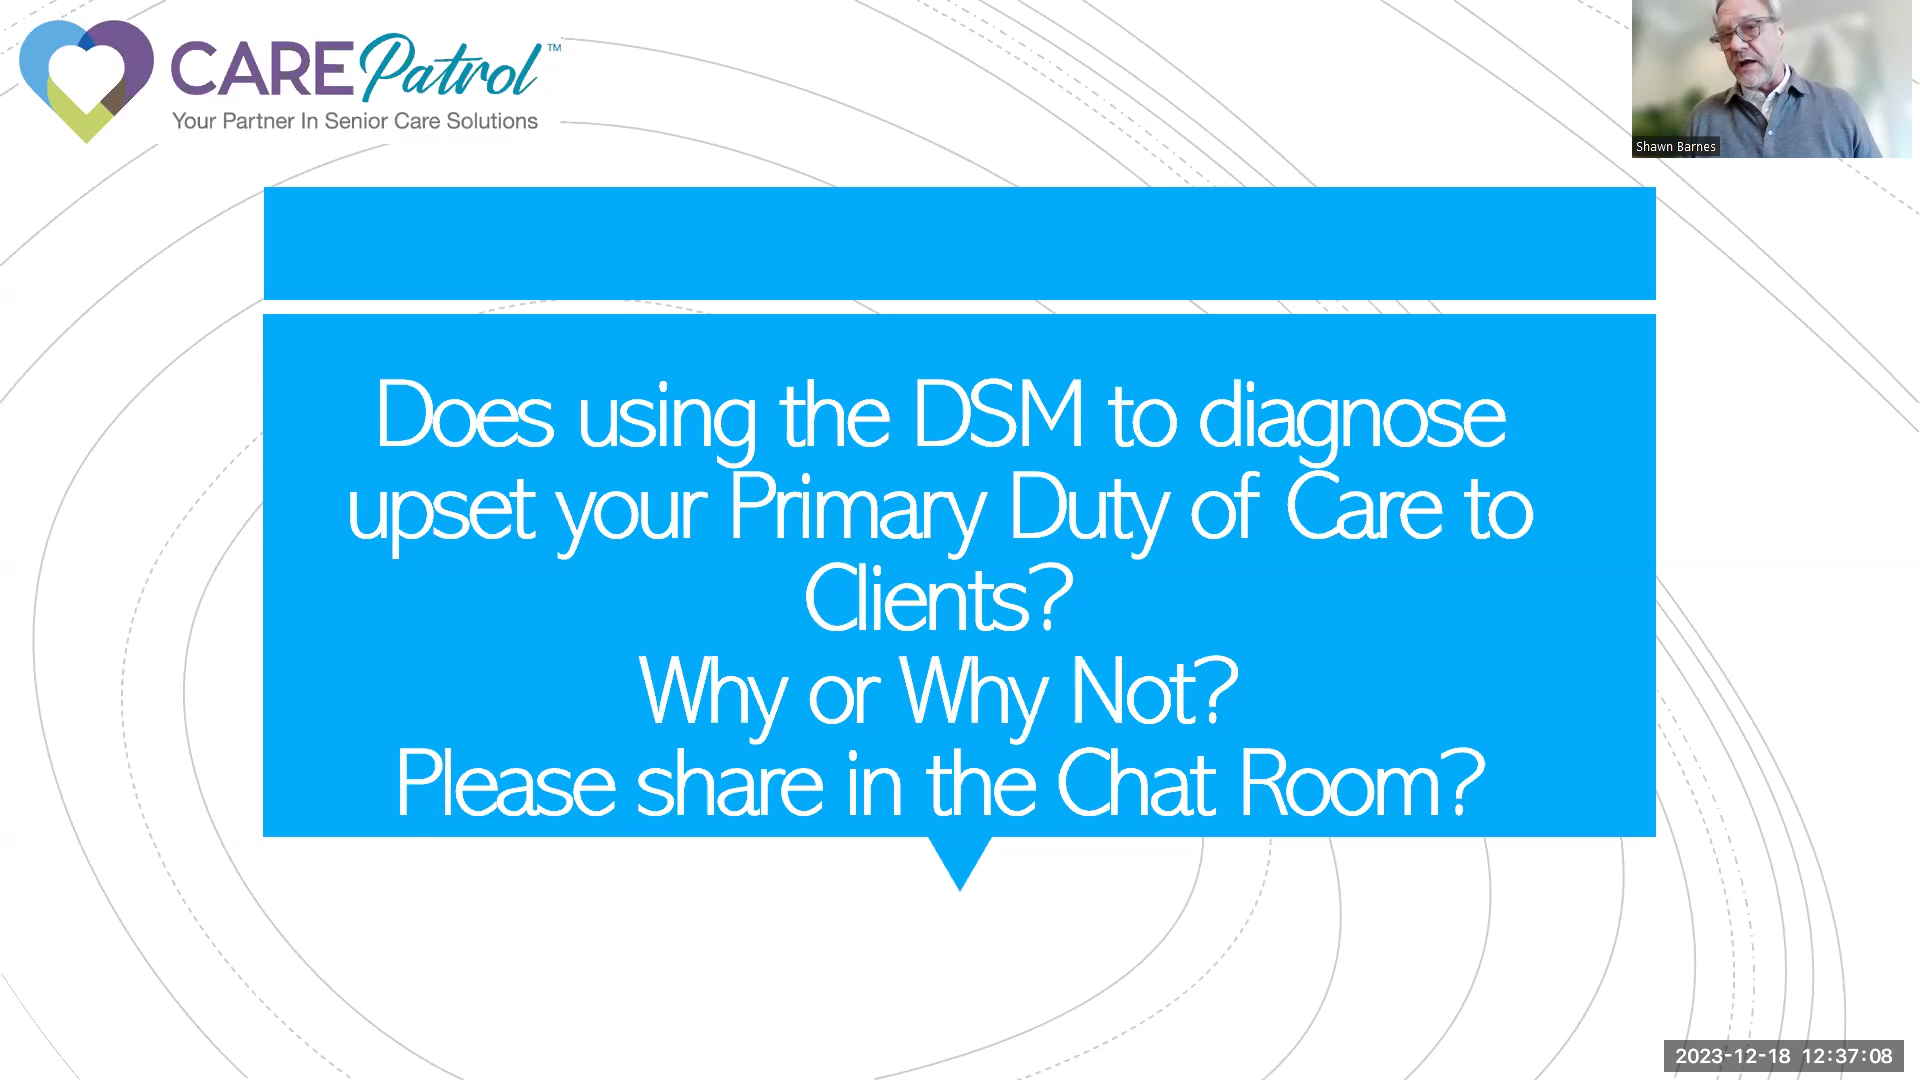 CAREPatrol™
Your Partner In Senior Care Solutions
Shawn Barnes
Does using the DSM to diagnose
upset your Primary Duty of Care to
Clients?
Why or Why Not?
Please share in the Chat Room?
2023-12-18 12:37:08